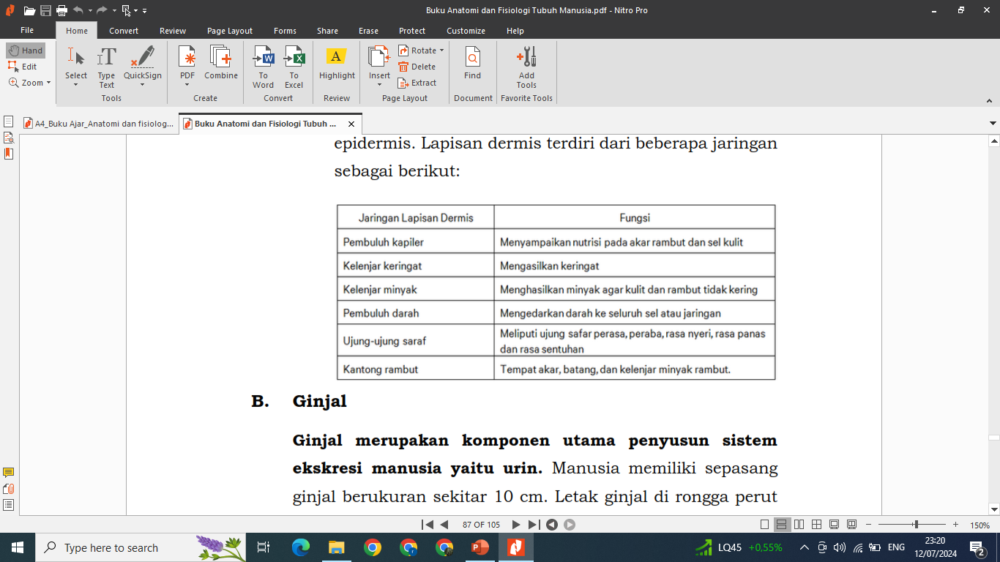 Buku Anatomi dan Fisiologi Tubuh Manusia.pdf - Nitro Pro
File Home Convert Review Page Layout Forms Share Erase Protect Customize Help
Hand
Edit
Zoom
Select
Type Text
QuickSign
Tools
PDF
Combine
Create
To Word
To Excel
Convert
Highlight
Review
Insert
Rotate
Delete
Extract
Page Layout
Find
Document
Add Tools
Favorite Tools
A4_Buku Ajar_Anatomi dan fisiolog...
Buku Anatomi dan Fisiologi Tubuh ...
epidermis. Lapisan dermis terdiri dari beberapa jaringan
sebagai berikut:
Jaringan Lapisan Dermis Fungsi
Pembuluh kapiler Menyampaikan nutrisi pada akar rambut dan sel kulit
Kelenjar keringat Mengasilkan keringat
Kelenjar minyak Menghasilkan minyak agar kulit dan rambut tidak kering
Pembuluh darah Mengedarkan darah ke seluruh sel atau jaringan
Ujung-ujung saraf Meliputi ujung safar perasa, peraba, rasa nyeri, rasa panas
dan rasa sentuhan
Kantong rambut Tempat akar, batang, dan kelenjar minyak rambut.
B. Ginjal
Ginjal merupakan komponen utama penyusun sistem
ekskresi manusia yaitu urin. Manusia memiliki sepasang
ginjal berukuran sekitar 10 cm. Letak ginjal di rongga perut
87 OF 105
150%
Type here to search
LQ45 +0,55%
ENG
23:20
12/07/2024
2